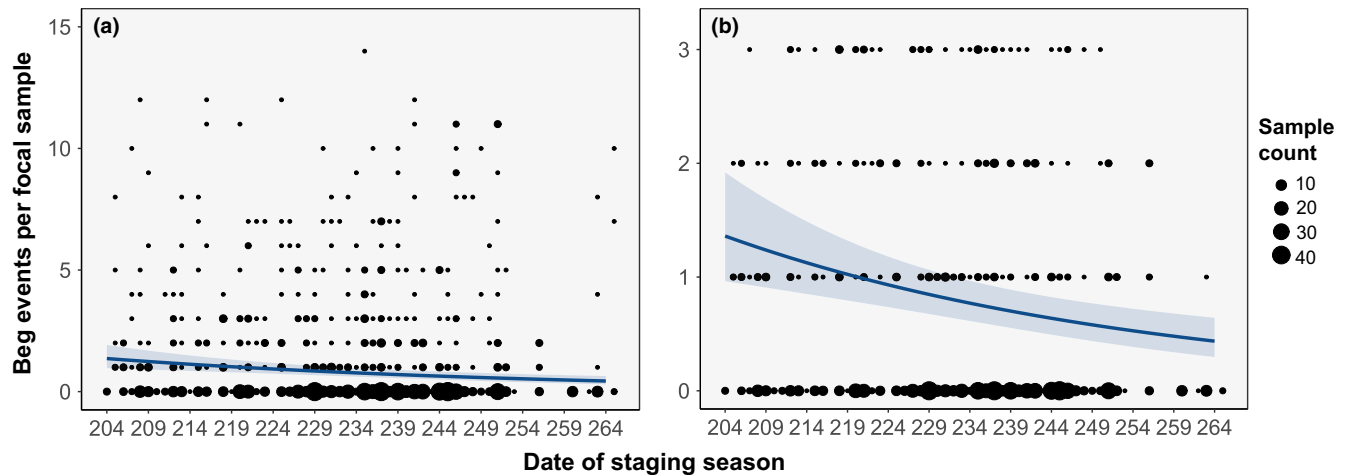 (a)
15
10
5
0
Beg events per focal sample
204 209 214 219 224 229 234 239 244 249 254 259 264
(b)
3
2
1
0
204 209 214 219 224 229 234 239 244 249 254 259 264
Date of staging season
Sample
count
10
20
30
40